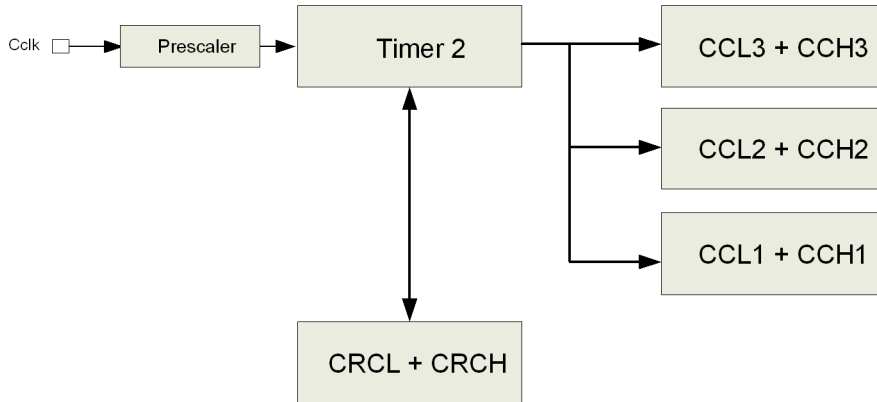 Cclk
Prescaler
Timer 2
CCL3 + CCH3
CCL2 + CCH2
CCL1 + CCH1
CRCL + CRCH